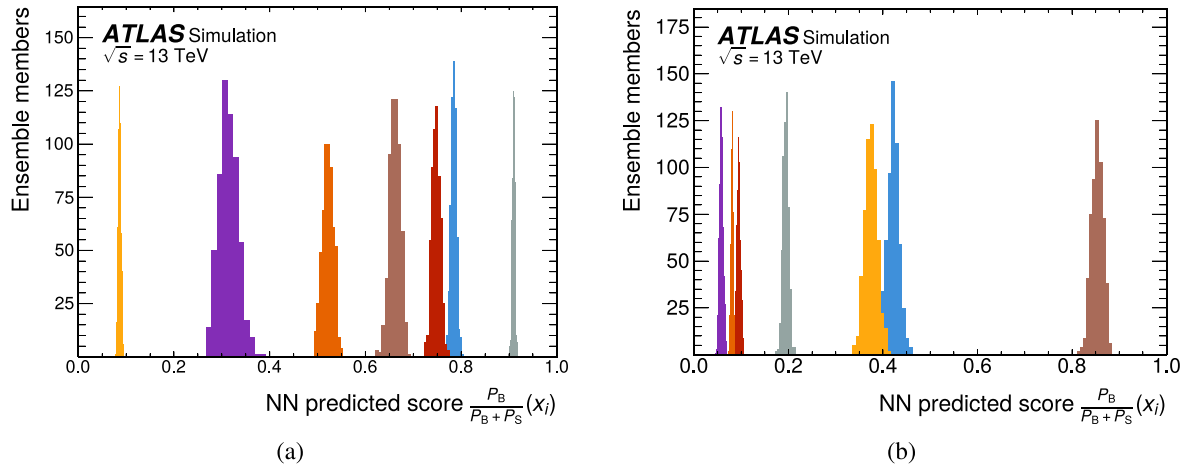 ATLAS Simulation
√s = 13 TeV
Ensemble members
150
125
100
75
50
25
0
0.0 0.2 0.4 0.6 0.8 1.0
NN predicted score P_B / (P_B + P_S) (x_i)
(a)
ATLAS Simulation
√s = 13 TeV
Ensemble members
175
150
125
100
75
50
25
0
0.0 0.2 0.4 0.6 0.8 1.0
NN predicted score P_B / (P_B + P_S) (x_i)
(b)